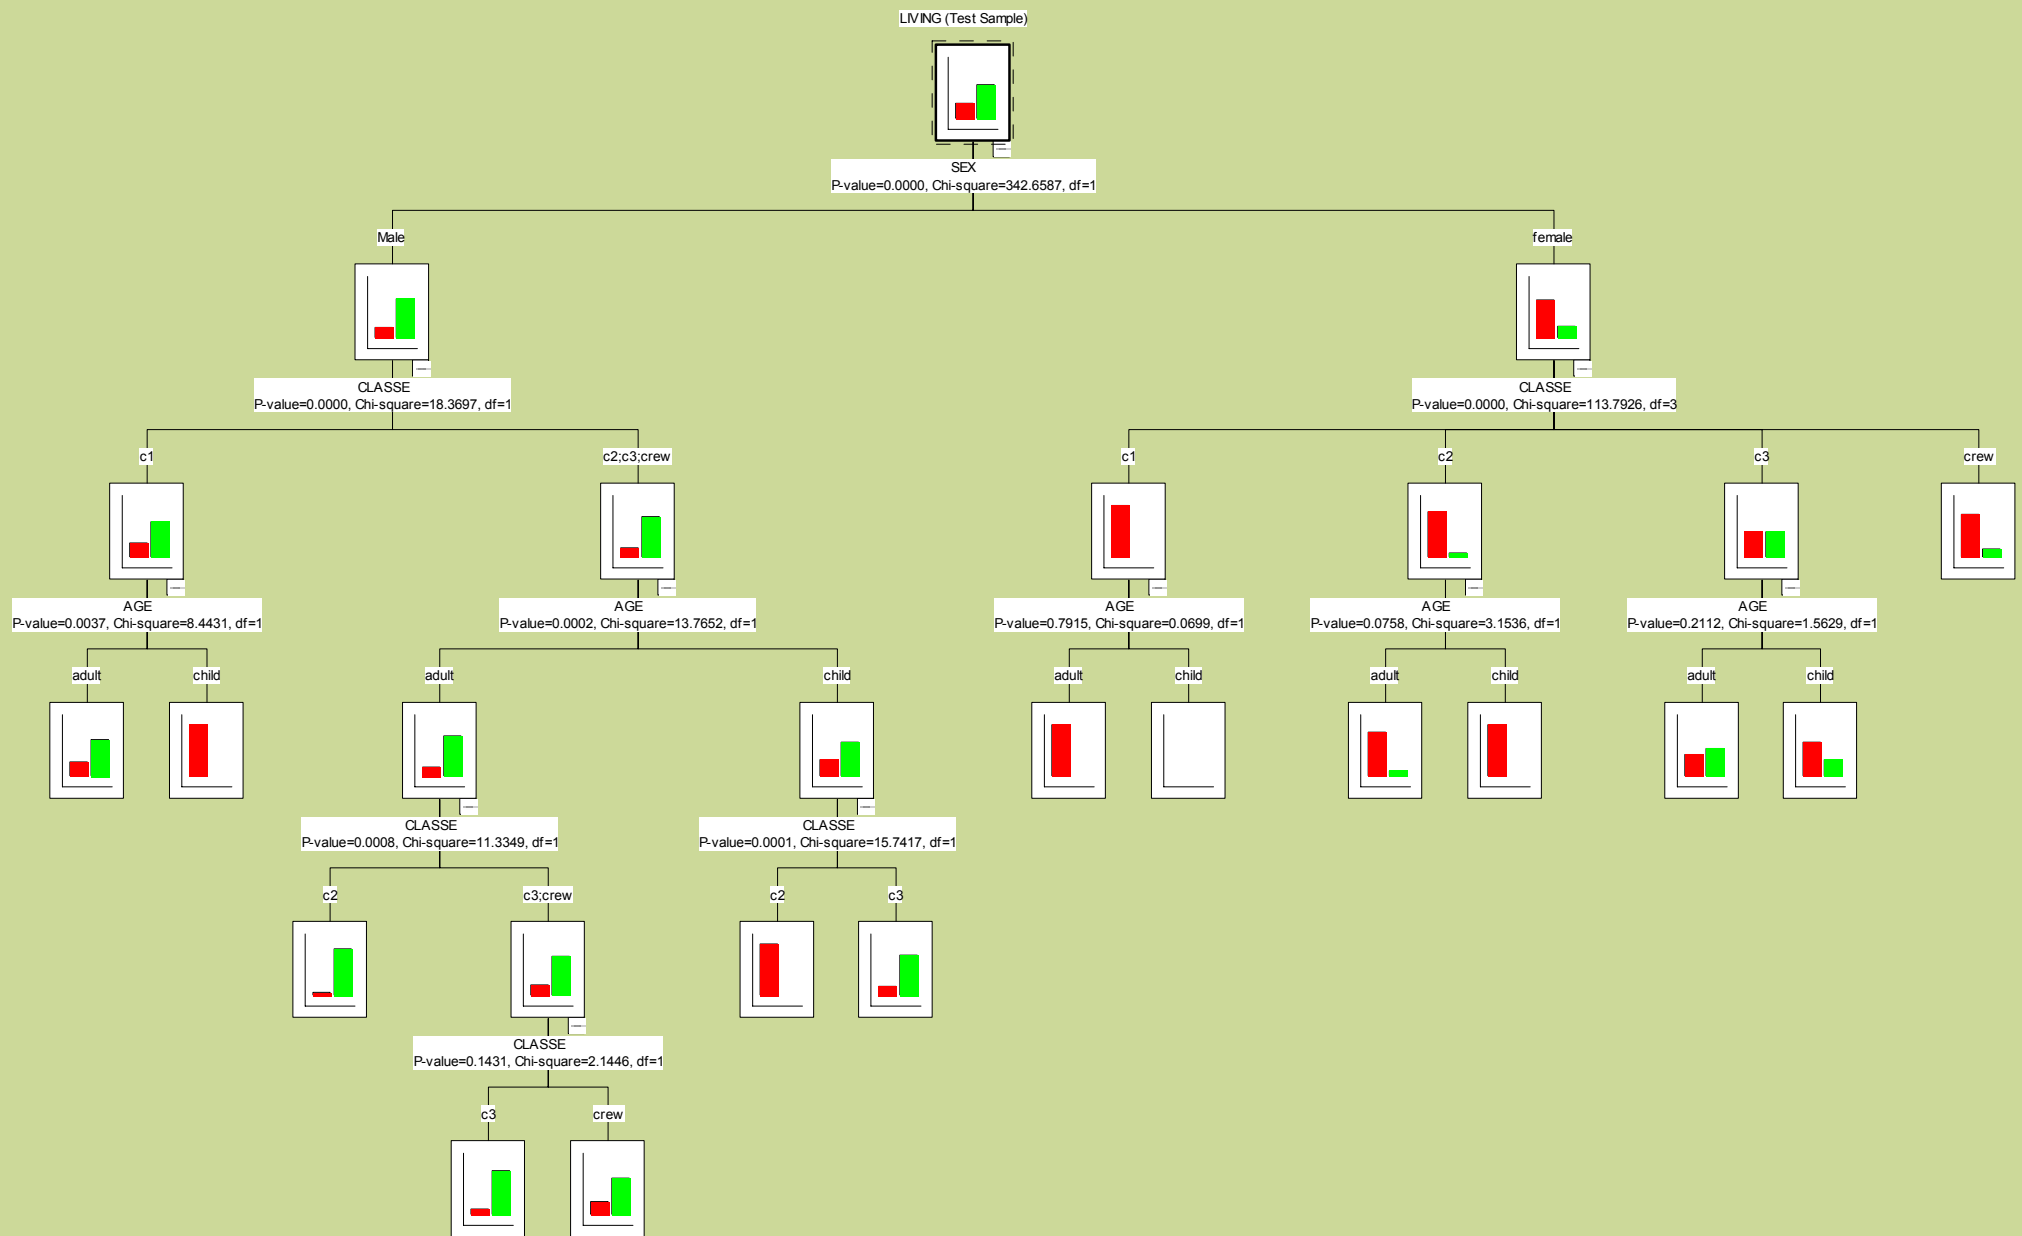 LIVING (Test Sample)
SEX
P-value=0.0000, Chi-square=342.6587, df=1
Male
female
CLASSE
P-value=0.0000, Chi-square=18.3697, df=1
CLASSE
P-value=0.0000, Chi-square=113.7926, df=3
c1
c2;c3;crew
c1
c2
c3
crew
AGE
P-value=0.0037, Chi-square=8.4431, df=1
AGE
P-value=0.0002, Chi-square=13.7652, df=1
AGE
P-value=0.7915, Chi-square=0.0699, df=1
AGE
P-value=0.0758, Chi-square=3.1536, df=1
AGE
P-value=0.2112, Chi-square=1.5629, df=1
adult
child
adult
child
adult
child
adult
child
adult
child
CLASSE
P-value=0.0008, Chi-square=11.3349, df=1
CLASSE
P-value=0.0001, Chi-square=15.7417, df=1
c2
c3;crew
c2
c3
CLASSE
P-value=0.1431, Chi-square=2.1446, df=1
c3
crew